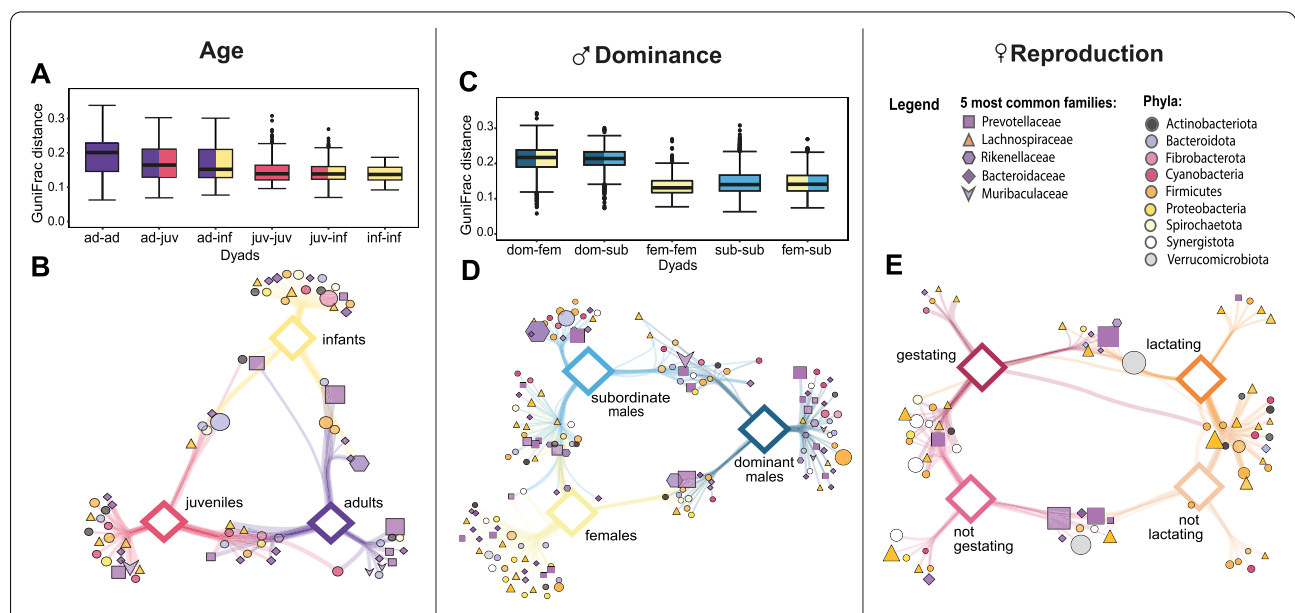 Age
A
GuniFrac distance
0.3
0.2
0.1
0.0
ad-ad ad-juv ad-inf juv-juv juv-inf inf-inf
Dyads
B
infants
juveniles
adults
♂ Dominance
C
GuniFrac distance
0.3
0.2
0.1
0.0
dom-fem dom-sub fem-fem sub-sub fem-sub
Dyads
D
subordinate
males
dominant
males
females
♀ Reproduction
Legend
5 most common families:
Prevotellaceae
Lachnospiraceae
Rikenellaceae
Bacteroidaceae
Muribaculaceae
Phyla:
Actinobacteriota
Bacteroidota
Fibrobacterota
Cyanobacteria
Firmicutes
Proteobacteria
Spirochaetota
Synergistota
Verrucomicrobiota
E
gestating
lactating
not
gestating
not
lactating